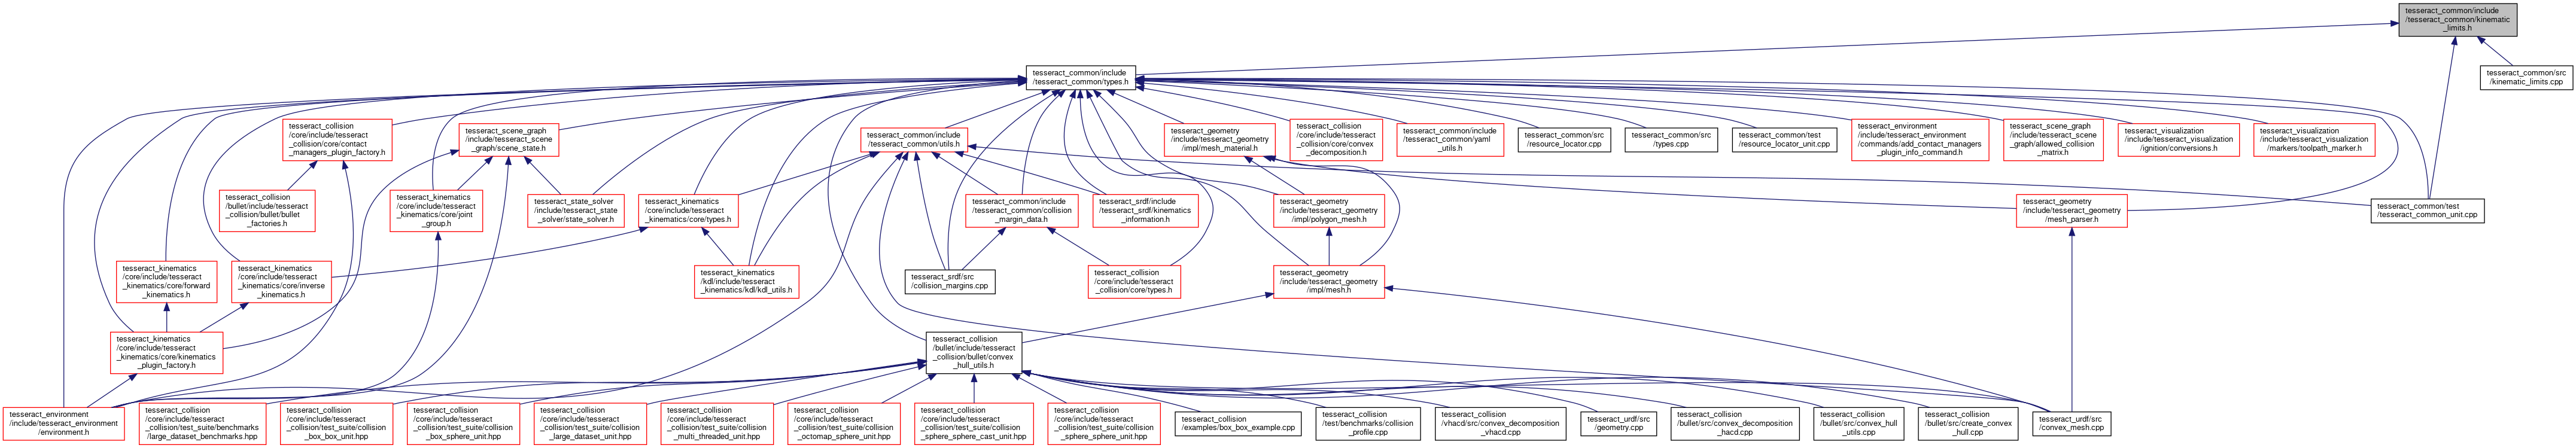 tesseract_common/include
/tesseract_common/kinematic
_limits.h
tesseract_common/include
/tesseract_common/types.h
tesseract_common/src
/kinematic_limits.cpp
tesseract_collision
/core/include/tesseract
_collision/core/contact
_managers_plugin_factory.h
tesseract_scene_graph
/include/tesseract_scene
_graph/scene_state.h
tesseract_common/include
/tesseract_common/utils.h
tesseract_geometry
/include/tesseract_geometry
/impl/mesh_material.h
tesseract_collision
/core/include/tesseract
_collision/core/convex
_decomposition.h
tesseract_common/include
/tesseract_common/yaml
_utils.h
tesseract_common/src
/resource_locator.cpp
tesseract_common/src
/types.cpp
tesseract_common/test
/resource_locator_unit.cpp
tesseract_environment
/include/tesseract_environment
/commands/add_contact_managers
_plugin_info_command.h
tesseract_scene_graph
/include/tesseract_scene
_graph/allowed_collision
_matrix.h
tesseract_visualization
/include/tesseract_visualization
/ignition/conversions.h
tesseract_visualization
/include/tesseract_visualization
/markers/toolpath_marker.h
tesseract_collision
/bullet/include/tesseract
_collision/bullet/bullet
_factories.h
tesseract_kinematics
/core/include/tesseract
_kinematics/core/joint
_group.h
tesseract_state_solver
/include/tesseract_state
_solver/state_solver.h
tesseract_kinematics
/core/include/tesseract
_kinematics/core/types.h
tesseract_common/include
/tesseract_common/collision
_margin_data.h
tesseract_srdf/include
/tesseract_srdf/kinematics
_information.h
tesseract_geometry
/include/tesseract_geometry
/impl/polygon_mesh.h
tesseract_geometry
/include/tesseract_geometry
/mesh_parser.h
tesseract_common/test
/tesseract_common_unit.cpp
tesseract_kinematics
/core/include/tesseract
_kinematics/core/forward
_kinematics.h
tesseract_kinematics
/core/include/tesseract
_kinematics/core/inverse
_kinematics.h
tesseract_kinematics
/kdl/include/tesseract
_kinematics/kdl/kdl_utils.h
tesseract_srdf/src
/collision_margins.cpp
tesseract_collision
/core/include/tesseract
_collision/core/types.h
tesseract_geometry
/include/tesseract_geometry
/impl/mesh.h
tesseract_kinematics
/core/include/tesseract
_kinematics/core/kinematics
_plugin_factory.h
tesseract_collision
/bullet/include/tesseract
_collision/bullet/convex
_hull_utils.h
tesseract_environment
/include/tesseract_environment
/environment.h
tesseract_collision
/core/include/tesseract
_collision/test_suite/benchmarks
/large_dataset_benchmarks.hpp
tesseract_collision
/core/include/tesseract
_collision/test_suite/collision
_box_box_unit.hpp
tesseract_collision
/core/include/tesseract
_collision/test_suite/collision
_box_sphere_unit.hpp
tesseract_collision
/core/include/tesseract
_collision/test_suite/collision
_large_dataset_unit.hpp
tesseract_collision
/core/include/tesseract
_collision/test_suite/collision
_multi_threaded_unit.hpp
tesseract_collision
/core/include/tesseract
_collision/test_suite/collision
_octomap_sphere_unit.hpp
tesseract_collision
/core/include/tesseract
_collision/test_suite/collision
_sphere_sphere_cast_unit.hpp
tesseract_collision
/core/include/tesseract
_collision/test_suite/collision
_sphere_sphere_unit.hpp
tesseract_collision
/examples/box_box_example.cpp
tesseract_collision
/test/benchmarks/collision
_profile.cpp
tesseract_collision
/vhacd/src/convex_decomposition
_vhacd.cpp
tesseract_urdf/src
/geometry.cpp
tesseract_collision
/bullet/src/convex_decomposition
_hacd.cpp
tesseract_collision
/bullet/src/convex_hull
_utils.cpp
tesseract_collision
/bullet/src/create_convex
_hull.cpp
tesseract_urdf/src
/convex_mesh.cpp